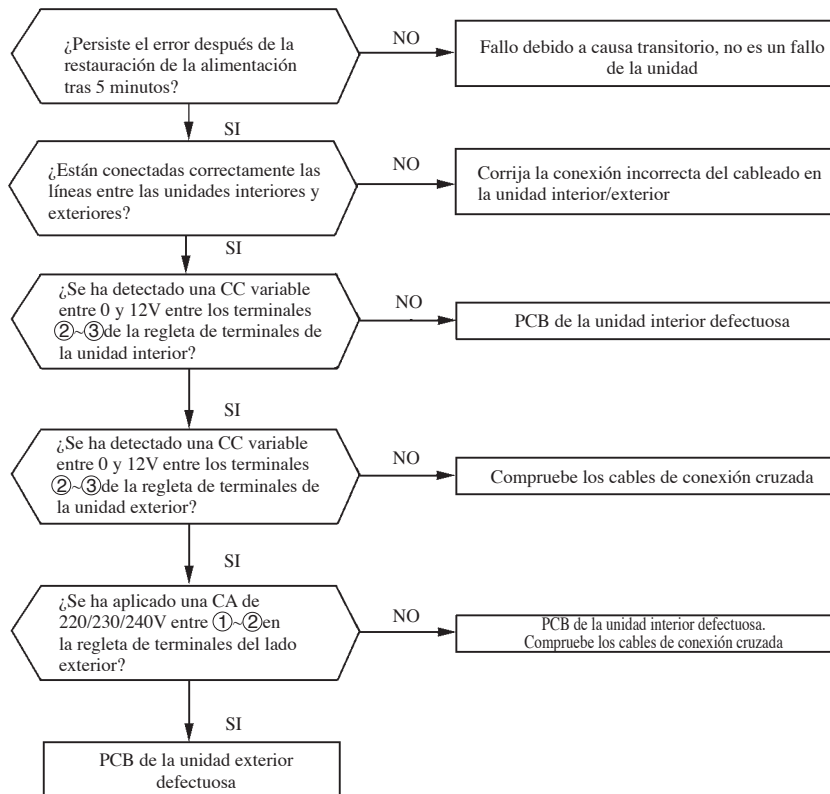 ¿Persiste el error después de la
restauración de la alimentación
tras 5 minutos?
NO
Fallo debido a causa transitorio, no es un fallo
de la unidad
SI
¿Están conectadas correctamente las
líneas entre las unidades interiores y
exteriores?
NO
Corrija la conexión incorrecta del cableado en
la unidad interior/exterior
SI
¿Se ha detectado una CC variable
entre 0 y 12V entre los terminales
②~③de la regleta de terminales de
la unidad interior?
NO
PCB de la unidad interior defectuosa
SI
¿Se ha detectado una CC variable
entre 0 y 12V entre los terminales
②~③de la regleta de terminales de
la unidad exterior?
NO
Compruebe los cables de conexión cruzada
SI
¿Se ha aplicado una CA de
220/230/240V entre ①~②en
la regleta de terminales del lado
exterior?
NO
PCB de la unidad interior defectuosa.
Compruebe los cables de conexión cruzada
SI
PCB de la unidad exterior
defectuosa